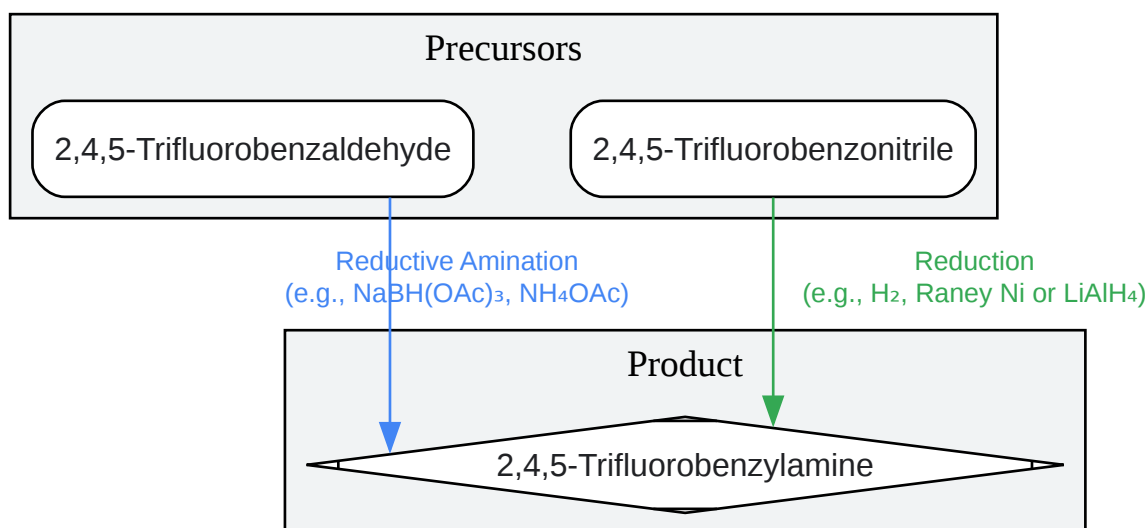 Precursors
2,4,5-Trifluorobenzaldehyde
2,4,5-Trifluorobenzonitrile
Reductive Amination
(e.g., NaBH(OAc)₃, NH₄OAc)
Reduction
(e.g., H₂, Raney Ni or LiAlH₄)
Product
2,4,5-Trifluorobenzylamine